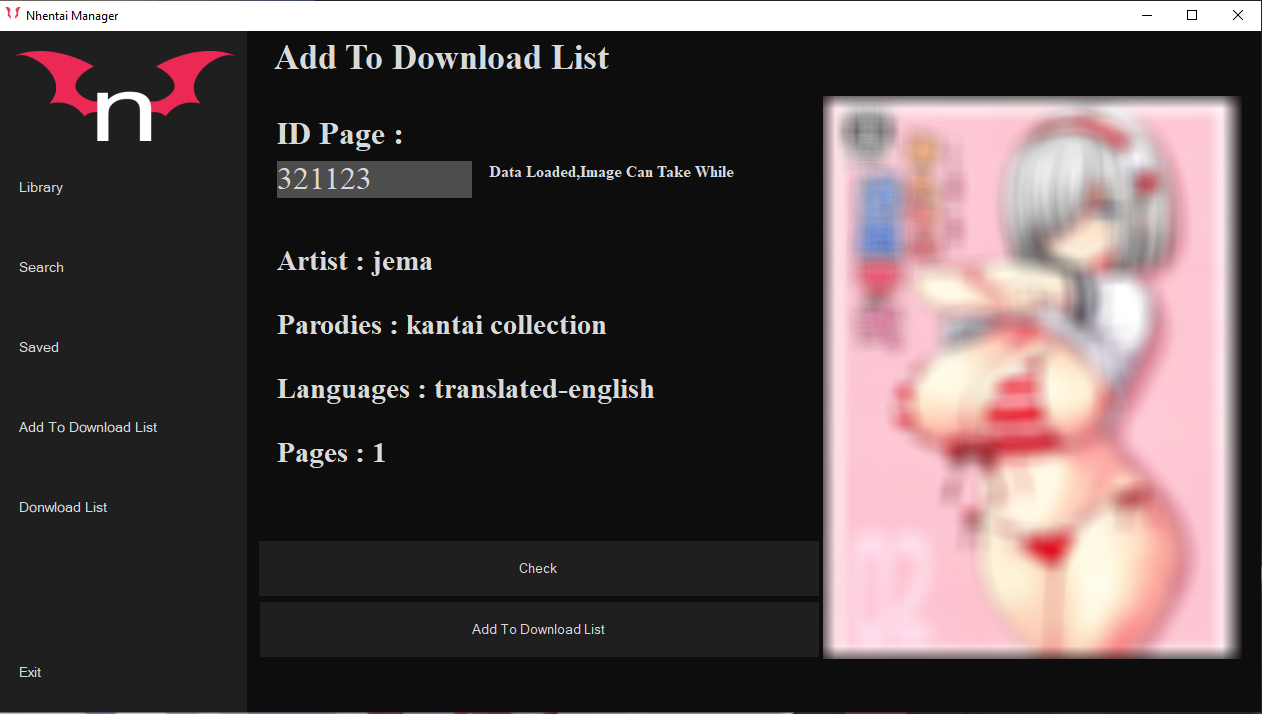 Nhentai Manager
n
Library
Search
Saved
Add To Download List
Donwload List
Exit
Add To Download List
ID Page :
321123
Data Loaded,Image Can Take While
Artist : jema
Parodies : kantai collection
Languages : translated-english
Pages : 1
Check
Add To Download List
02